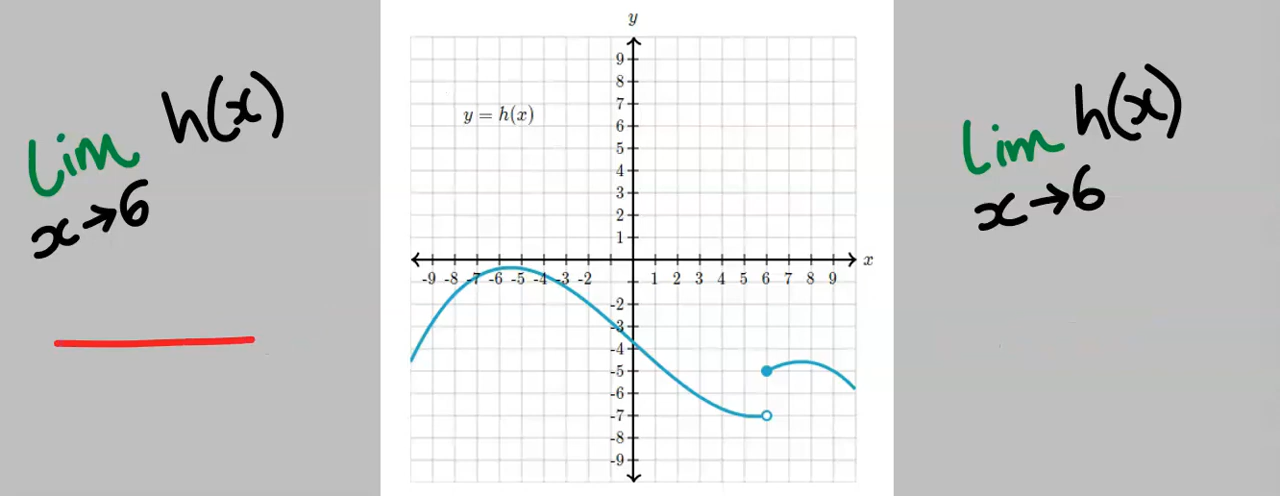 h(x)
Lim
x→6
y
9
8
7
y = h(x)
6
5
4
3
2
1
x
-9 -8 -7 -6 -5 -4 -3 -2 1 2 3 4 5 6 7 8 9
-2
-3
-4
-5
-6
-7
-8
-9
Lim h(x)
x→6